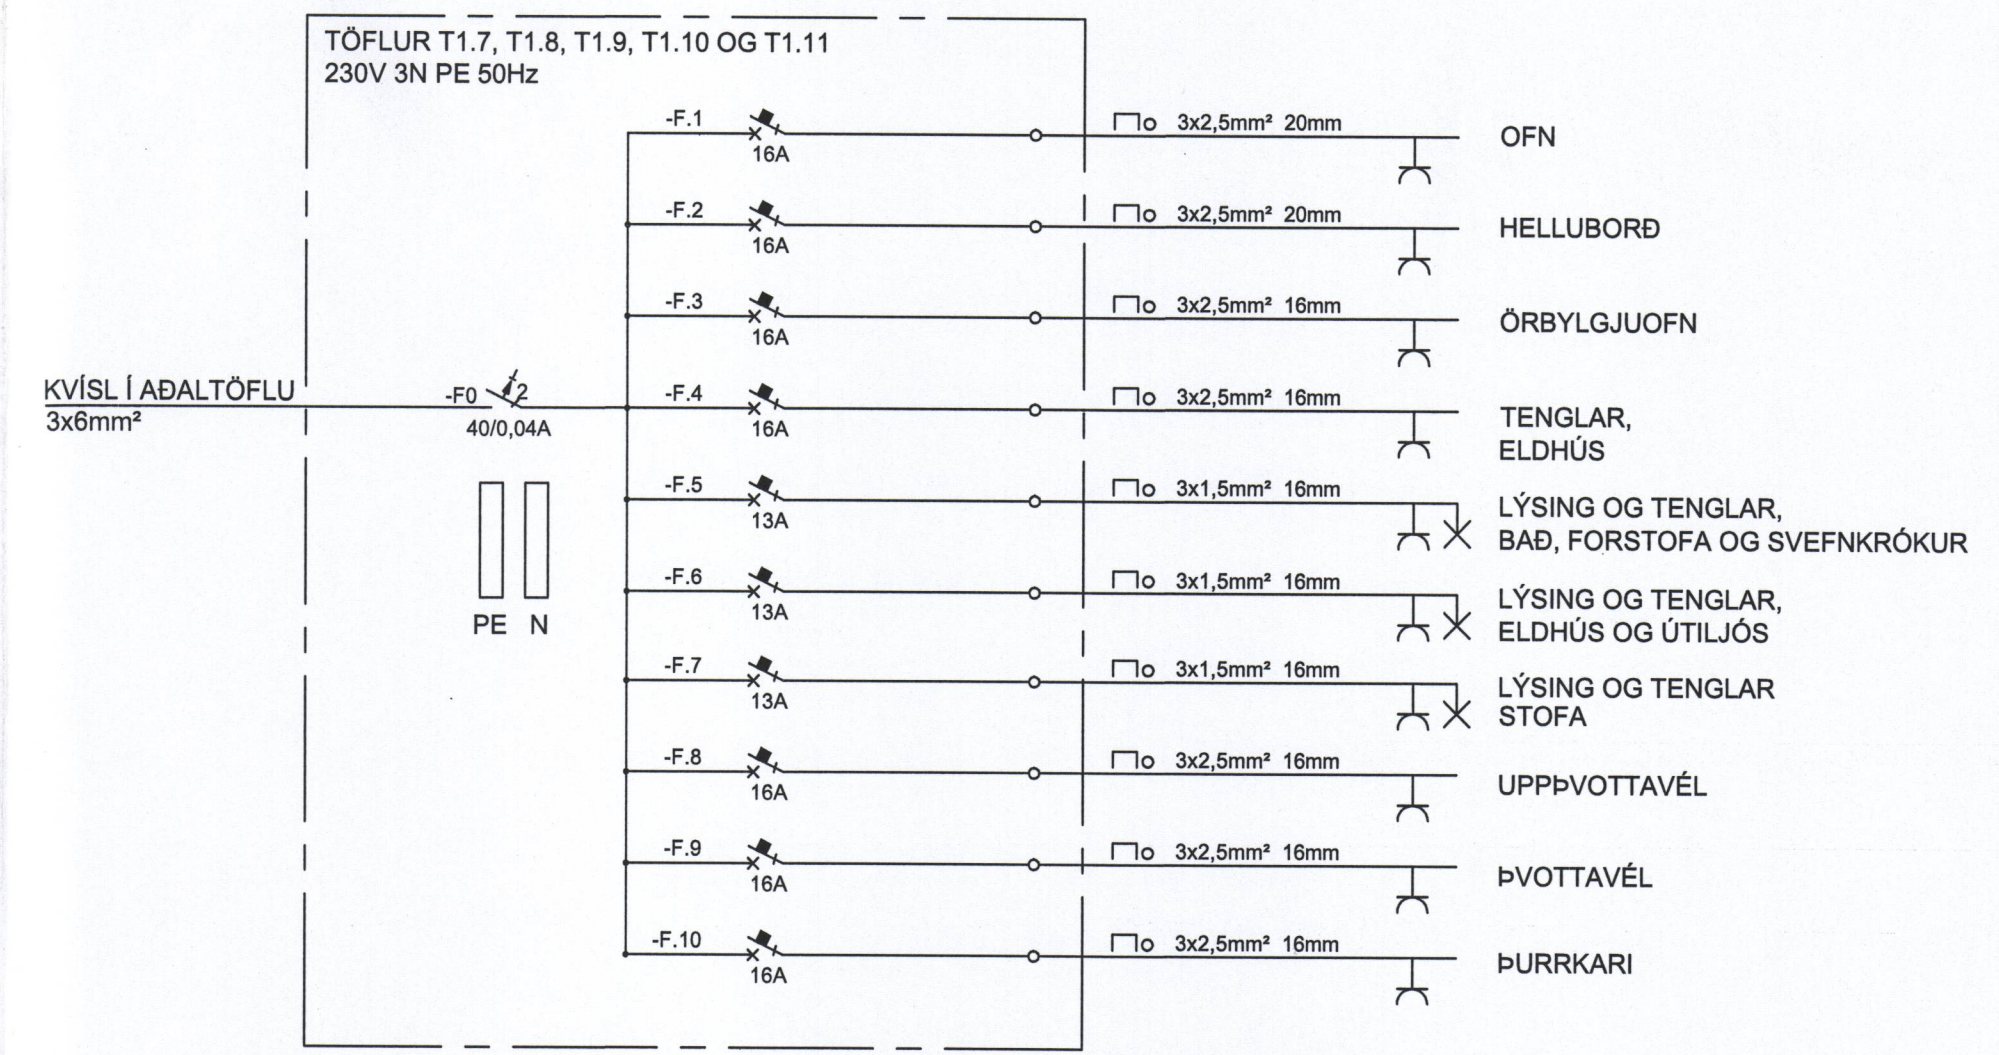 TÖFLUR T1.7, T1.8, T1.9, T1.10 OG T1.11
230V 3N PE 50Hz
KVÍSL Í AÐALTÖFLU
3x6mm²
-F0
2
40/0,04A
PE N
-F.1
16A
3x2,5mm² 20mm
OFN
-F.2
16A
3x2,5mm² 20mm
HELLUBORÐ
-F.3
16A
3x2,5mm² 16mm
ÖRBYLGJUOFN
-F.4
16A
3x2,5mm² 16mm
TENGLAR,
ELDHÚS
-F.5
13A
3x1,5mm² 16mm
LÝSING OG TENGLAR,
BAÐ, FORSTOFA OG SVEFNKRÓKUR
-F.6
13A
3x1,5mm² 16mm
LÝSING OG TENGLAR,
ELDHÚS OG ÚTILJÓS
-F.7
13A
3x1,5mm² 16mm
LÝSING OG TENGLAR
STOFA
-F.8
16A
3x2,5mm² 16mm
UPPÞVOTTAVÉL
-F.9
16A
3x2,5mm² 16mm
ÞVOTTAVÉL
-F.10
16A
3x2,5mm² 16mm
ÞURRKARI